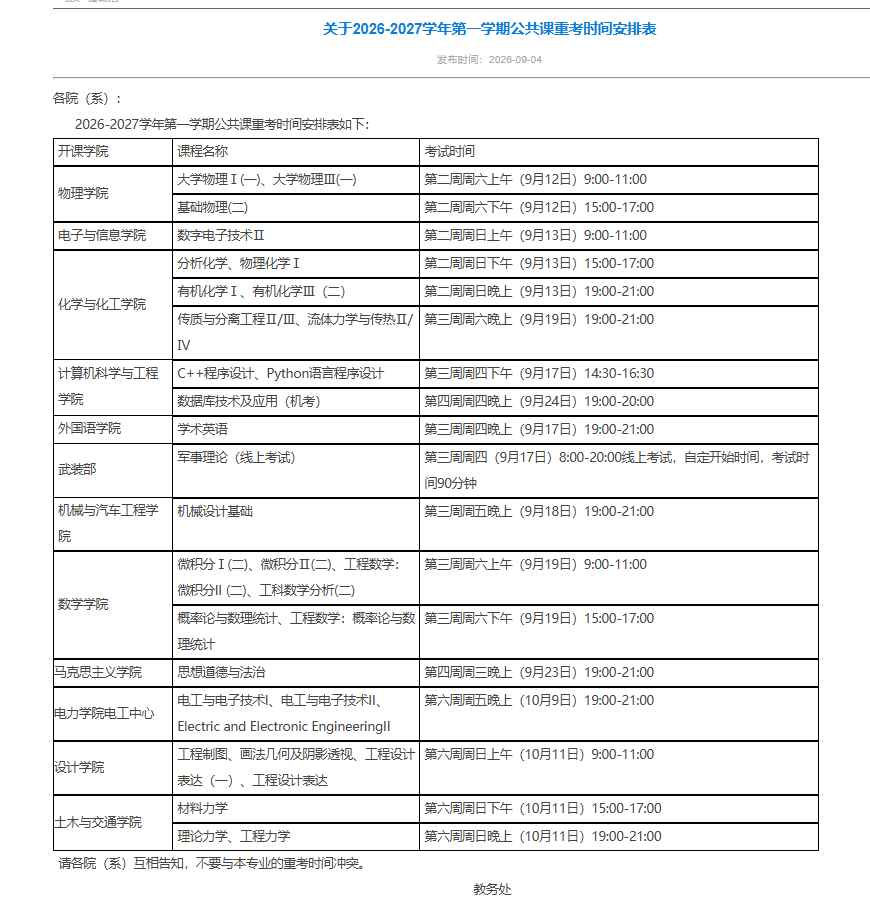 关于2026-2027学年第一学期公共课重考时间安排表
发布时间：2026-09-04
各院（系）：
2026-2027学年第一学期公共课重考时间安排表如下：
开课学院 课程名称 考试时间
物理学院
大学物理Ⅰ(一)、大学物理Ⅲ(一) 第二周周六上午（9月12日）9:00-11:00
基础物理(二) 第二周周六下午（9月12日）15:00-17:00
电子与信息学院 数字电子技术Ⅱ 第二周周日上午（9月13日）9:00-11:00
化学与化工学院
分析化学、物理化学Ⅰ 第二周周日下午（9月13日）15:00-17:00
有机化学Ⅰ、有机化学Ⅲ（二） 第二周周日晚上（9月13日）19:00-21:00
传质与分离工程Ⅱ/Ⅲ、流体力学与传热Ⅱ/ 第三周周六晚上（9月19日）19:00-21:00
Ⅳ
计算机科学与工程
学院
C++程序设计、Python语言程序设计 第三周周四下午（9月17日）14:30-16:30
数据库技术及应用（机考） 第四周周四晚上（9月24日）19:00-20:00
外国语学院 学术英语 第三周周四晚上（9月17日）19:00-21:00
武装部
军事理论（线上考试） 第三周周四（9月17日）8:00-20:00线上考试，自定开始时间，考试时
间90分钟
机械与汽车工程学
院
机械设计基础 第三周周五晚上（9月18日）19:00-21:00
数学学院
微积分Ⅰ(二)、微积分Ⅱ(二)、工程数学： 第三周周六上午（9月19日）9:00-11:00
微积分II (二)、工科数学分析(二)
概率论与数理统计、工程数学：概率论与数 第三周周六下午（9月19日）15:00-17:00
理统计
马克思主义学院 思想道德与法治 第四周周三晚上（9月23日）19:00-21:00
电力学院电工中心
电工与电子技术I、电工与电子技术II、 第六周周五晚上（10月9日）19:00-21:00
Electric and Electronic EngineeringII
设计学院
工程制图、画法几何及阴影透视、工程设计 第六周周日上午（10月11日）9:00-11:00
表达（一）、工程设计表达
土木与交通学院
材料力学 第六周周日下午（10月11日）15:00-17:00
理论力学、工程力学 第六周周日晚上（10月11日）19:00-21:00
请各院（系）互相告知，不要与本专业的重考时间冲突。
教务处